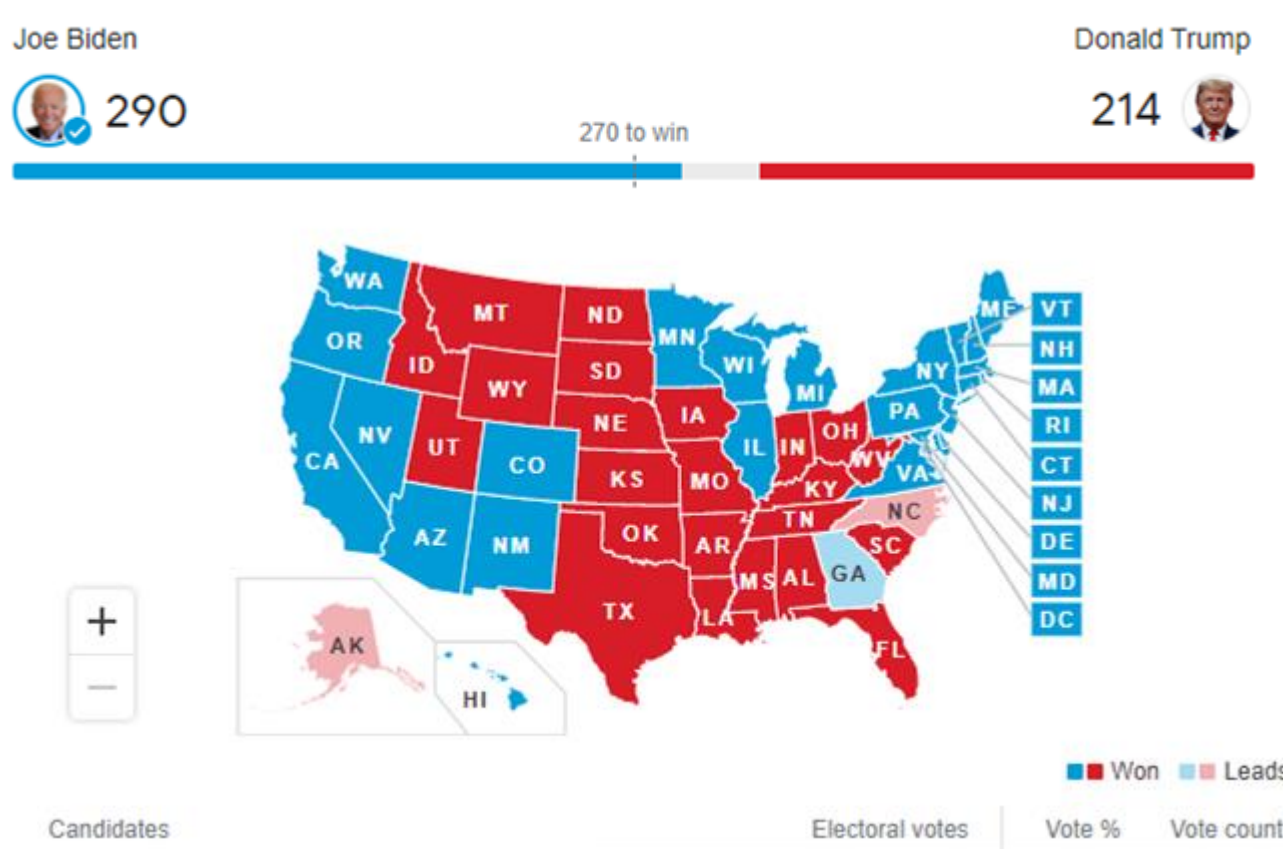 Joe Biden
Donald Trump
290
214
270 to win
WA
MT
ND
MN
ME
VT
OR
ID
SD
WI
MI
NY
NH
WY
MA
NV
UT
NE
IA
PA
RI
CA
CO
KS
MO
IL
IN
OH
WV
VA
CT
KY
NJ
AZ
NM
OK
AR
TN
NC
SC
DE
TX
LA
MS
AL
GA
MD
AK
FL
DC
HI
+
−
Won
Leads
Candidates
Electoral votes
Vote %
Vote count